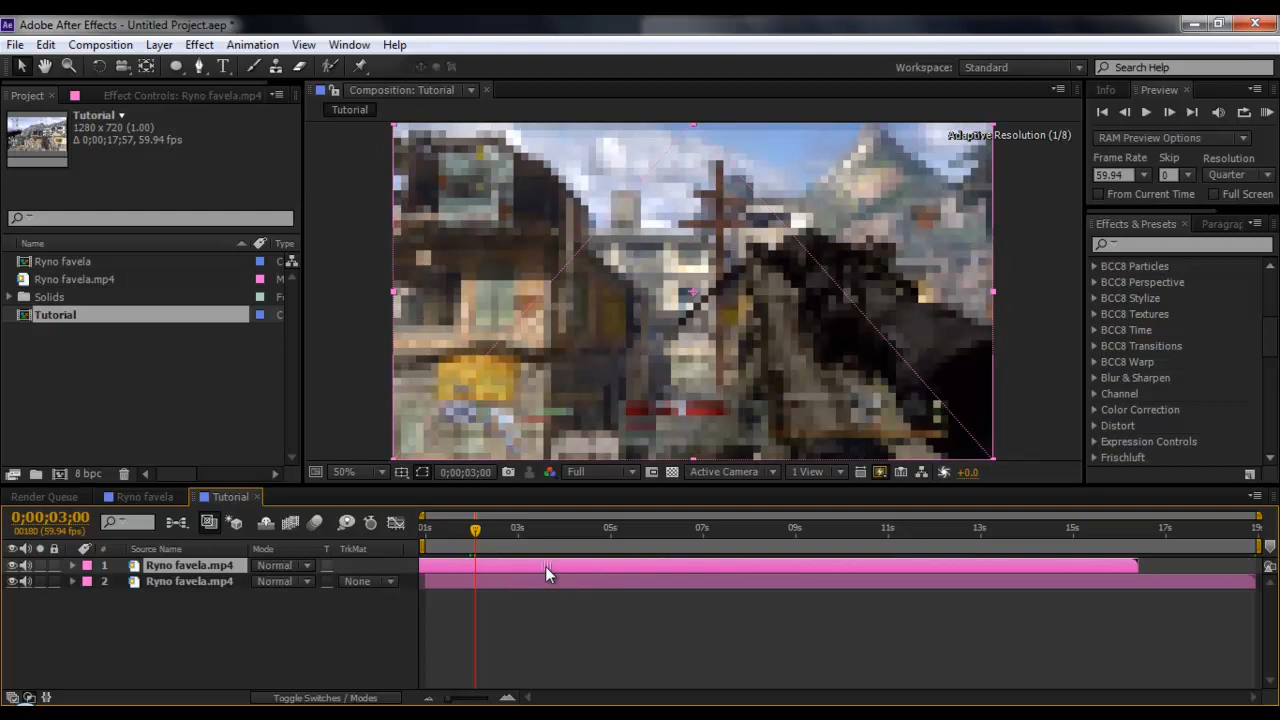 Ae Adobe After Effects - Untitled Project.aep *
File Edit Composition Layer Effect Animation View Window Help
Workspace: Standard Search Help
Project Effect Controls: Ryno favela.mp4
Composition: Tutorial
Info Preview
Tutorial
Tutorial
1280 x 720 (1.00)
Δ 0;00;17;57, 59.94 fps
Adaptive Resolution (1/8)
RAM Preview Options
Frame Rate Skip Resolution
59.94 0 Quarter
From Current Time Full Screen
Effects & Presets Paragrap
Name Type
Ryno favela C
Ryno favela.mp4 M
Solids F
Tutorial C
BCC8 Particles
BCC8 Perspective
BCC8 Stylize
BCC8 Textures
BCC8 Time
BCC8 Transitions
BCC8 Warp
Blur & Sharpen
Channel
Color Correction
Distort
Expression Controls
Frischluft
8 bpc
50% 0;00;03;00 Full Active Camera 1 View +0.0
Render Queue Ryno favela Tutorial
0;00;03;00
00180 (59.94 fps)
01s 03s 05s 07s 09s 11s 13s 15s 17s 19s
# Source Name Mode T TrkMat
1 Ryno favela.mp4 Normal
2 Ryno favela.mp4 Normal None
Toggle Switches / Modes